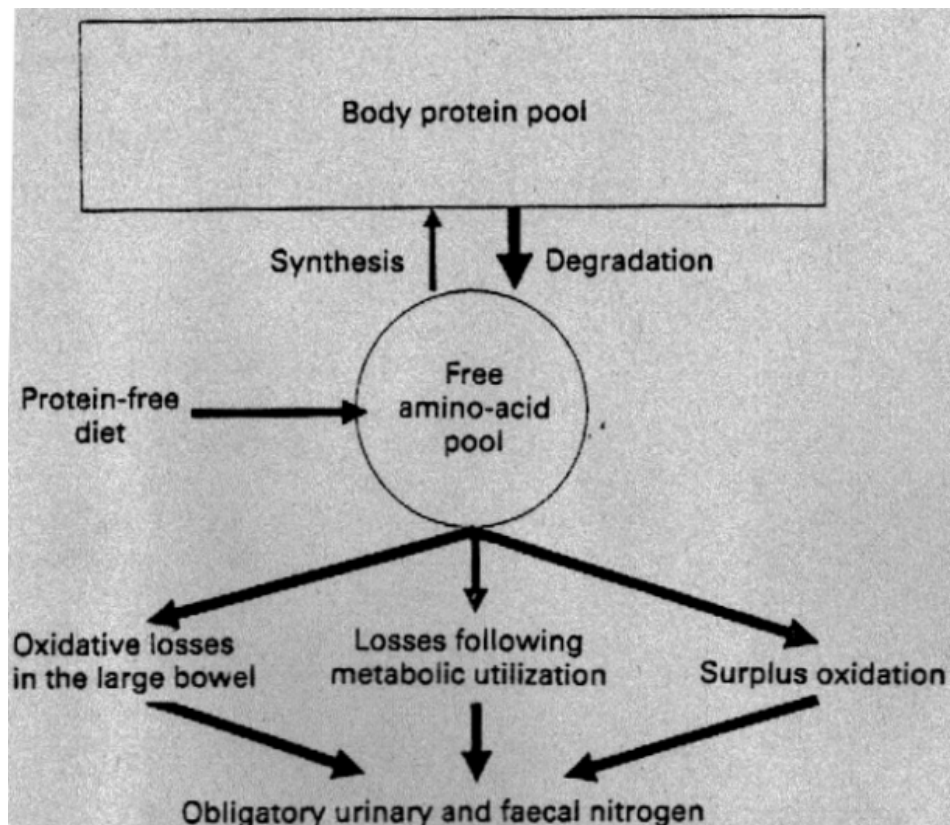 Body protein pool
Synthesis
Degradation
Free
amino-acid
pool
Protein-free
diet
Oxidative losses
in the large bowel
Losses following
metabolic utilization
Surplus oxidation
Obligatory urinary and faecal nitrogen